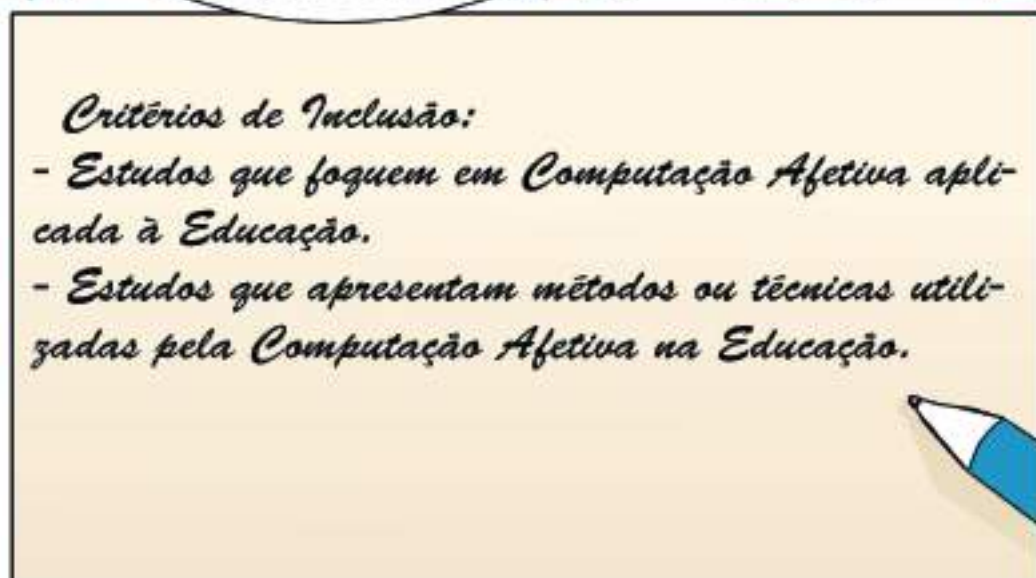 Critérios de Inclusão:
- Estudos que foquem em Computação Afetiva apli-
cada à Educação.
- Estudos que apresentam métodos ou técnicas utili-
zadas pela Computação Afetiva na Educação.